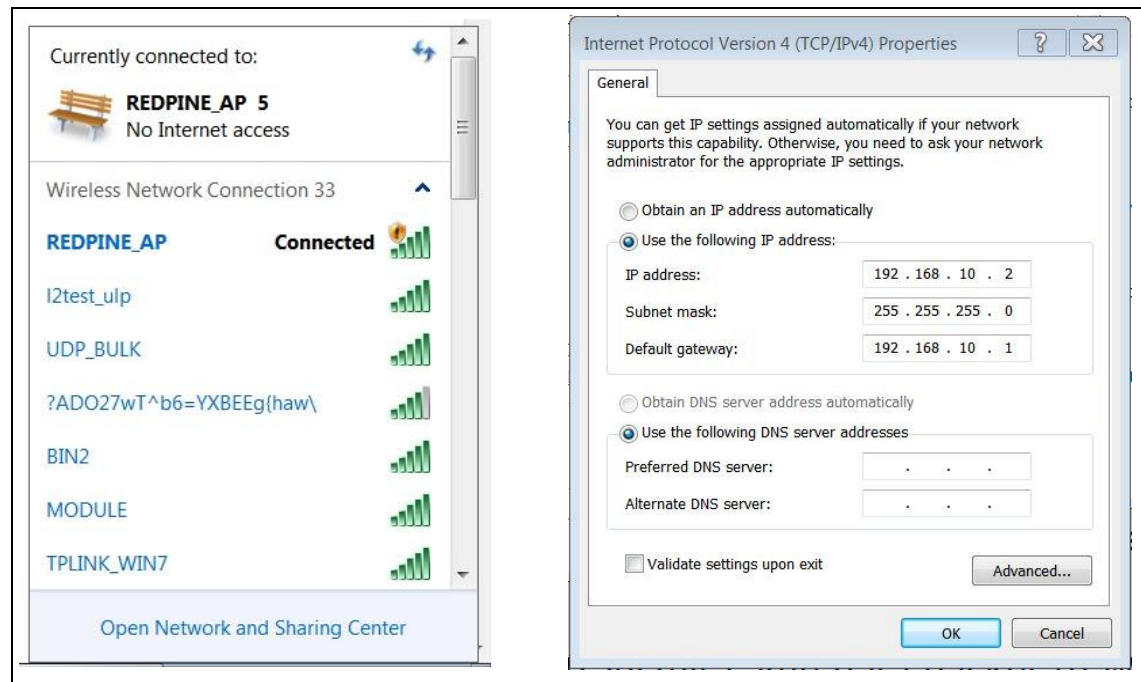 Currently connected to:
REDPINE_AP 5
No Internet access
Wireless Network Connection 33
REDPINE_AP Connected
l2test_ulp
UDP_BULK
?ADO27wT^b6=YXBEEg{haw\
BIN2
MODULE
TPLINK_WIN7
Open Network and Sharing Center
Internet Protocol Version 4 (TCP/IPv4) Properties
General
You can get IP settings assigned automatically if your network
supports this capability. Otherwise, you need to ask your network
administrator for the appropriate IP settings.
Obtain an IP address automatically
Use the following IP address:
IP address: 192 . 168 . 10 . 2
Subnet mask: 255 . 255 . 255 . 0
Default gateway: 192 . 168 . 10 . 1
Obtain DNS server address automatically
Use the following DNS server addresses
Preferred DNS server: . . .
Alternate DNS server: . . .
Validate settings upon exit
Advanced...
OK Cancel